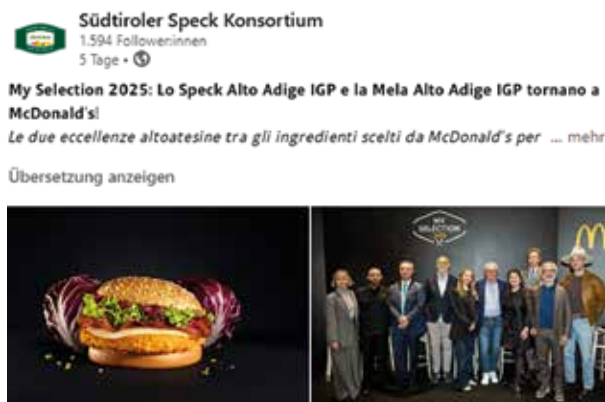 Südtiroler Speck Konsortium
1.594 Follower:innen
5 Tage •
My Selection 2025: Lo Speck Alto Adige IGP e la Mela Alto Adige IGP tornano a
McDonald's!
Le due eccellenze altoatesine tra gli ingredienti scelti da McDonald's per ... mehr
Übersetzung anzeigen
MY
SELECTION